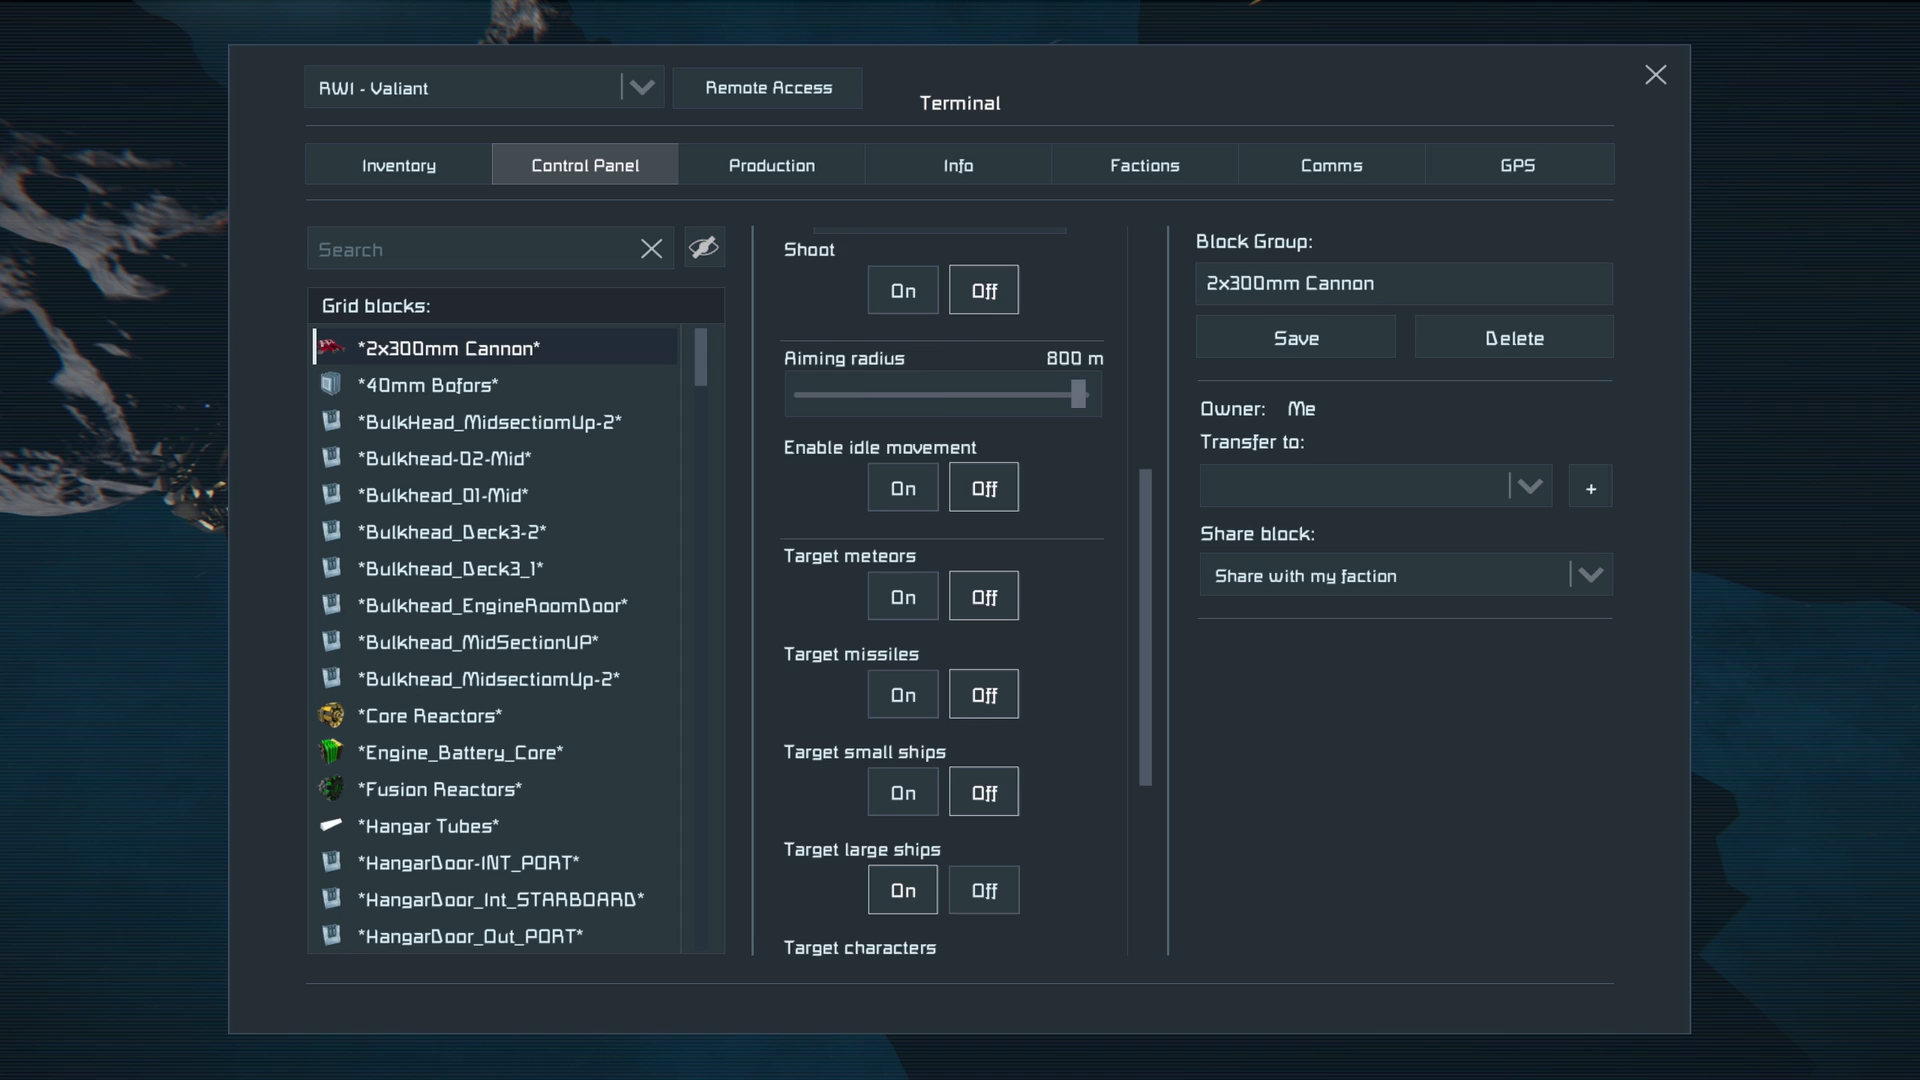 RWI - Valiant
Remote Access
Terminal
Inventory
Control Panel
Production
Info
Factions
Comms
GPS
Search
Grid blocks:
*2x300mm Cannon*
*40mm Bofors*
*BulkHead_MidsectiomUp-2*
*Bulkhead-02-Mid*
*Bulkhead_01-Mid*
*Bulkhead_Deck3-2*
*Bulkhead_Deck3_1*
*Bulkhead_EngineRoomDoor*
*Bulkhead_MidSectionUP*
*Bulkhead_MidsectiomUp-2*
*Core Reactors*
*Engine_Battery_Core*
*Fusion Reactors*
*Hangar Tubes*
*HangarDoor-INT_PORT*
*HangarDoor_Int_STARBOARD*
*HangarDoor_Out_PORT*
Shoot
On Off
Aiming radius 800 m
Enable idle movement
On Off
Target meteors
On Off
Target missiles
On Off
Target small ships
On Off
Target large ships
On Off
Target characters
Block Group:
2x300mm Cannon
Save Delete
Owner: Me
Transfer to:
+
Share block:
Share with my faction